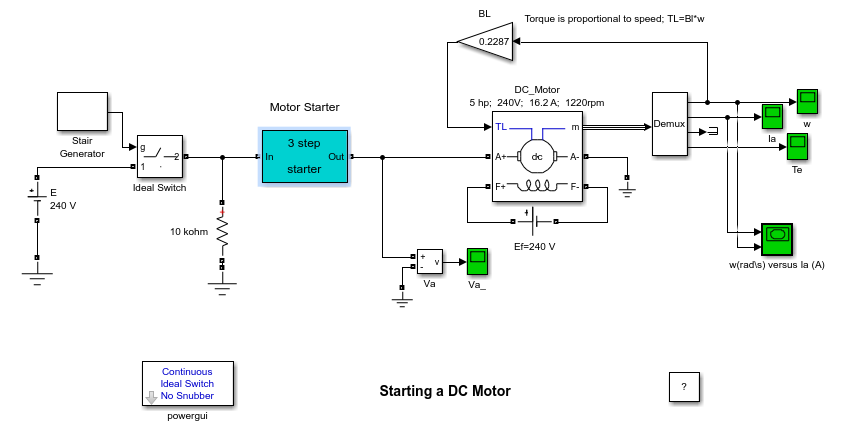 BL
Torque is proportional to speed; TL=Bl*w
0.2287
DC_Motor
5 hp; 240V; 16.2 A; 1220rpm
Motor Starter
Stair
Generator
g
1
2
Ideal Switch
In
3 step
starter
Out
TL
m
A+
dc
A-
F+
F-
Demux
w
Ia
Te
E
240 V
+
10 kohm
+
+
Ef=240 V
w(rad\s) versus Ia (A)
+
-
v
Va
Va_
Continuous
Ideal Switch
No Snubber
powergui
Starting a DC Motor
?